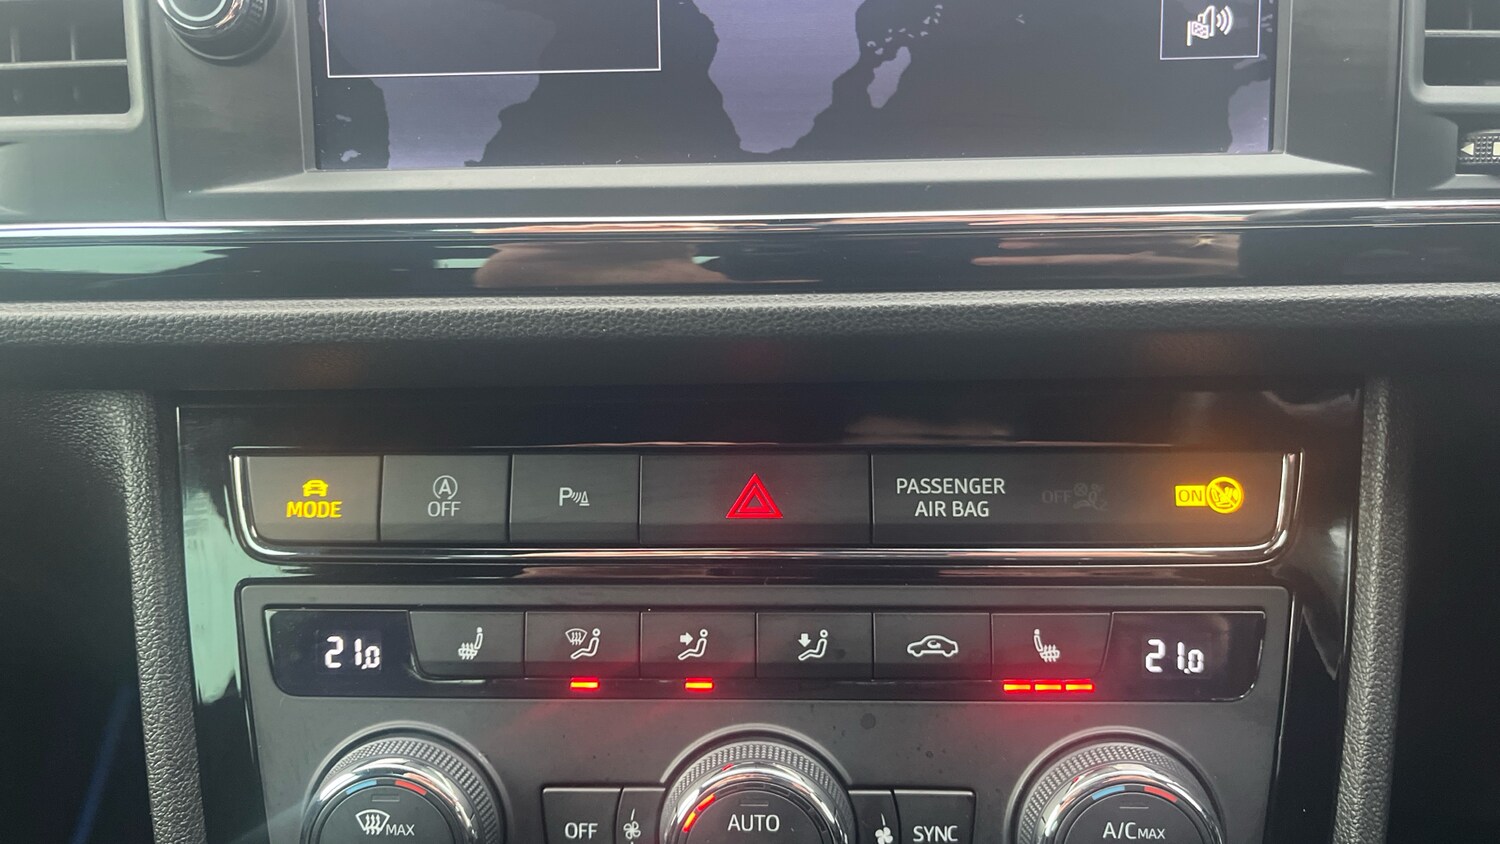 MODE
A
OFF
P
PASSENGER
AIR BAG
OFF
ON
21.0
21.0
MAX
OFF
AUTO
SYNC
A/C MAX